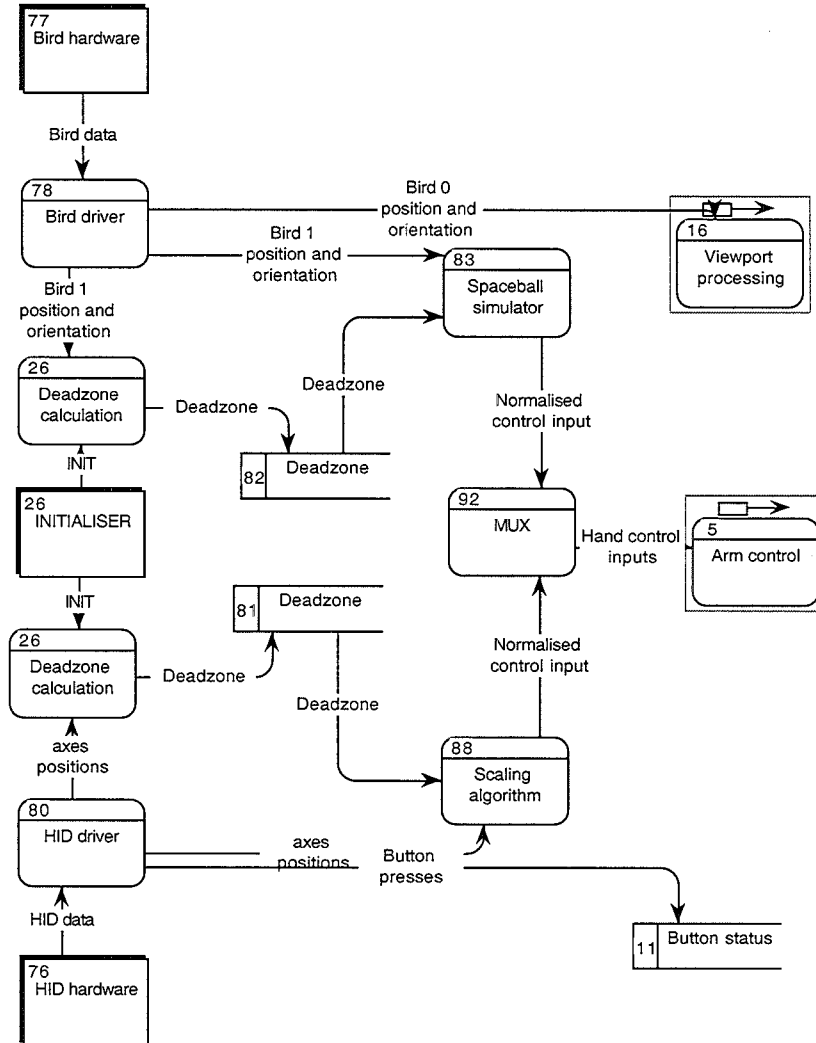 77
Bird hardware
Bird data
78
Bird driver
Bird 0
position and
orientation
16
Viewport
processing
Bird 1
position and
orientation
83
Spaceball
simulator
Bird 1
position and
orientation
26
Deadzone
calculation
Deadzone
Deadzone
82
Deadzone
Normalised
control input
INIT
26
INITIALISER
92
MUX
Hand control
inputs
5
Arm control
INIT
81
Deadzone
26
Deadzone
calculation
Deadzone
Deadzone
Normalised
control input
axes
positions
88
Scaling
algorithm
80
HID driver
axes
positions
Button
presses
HID data
11
Button status
76
HID hardware